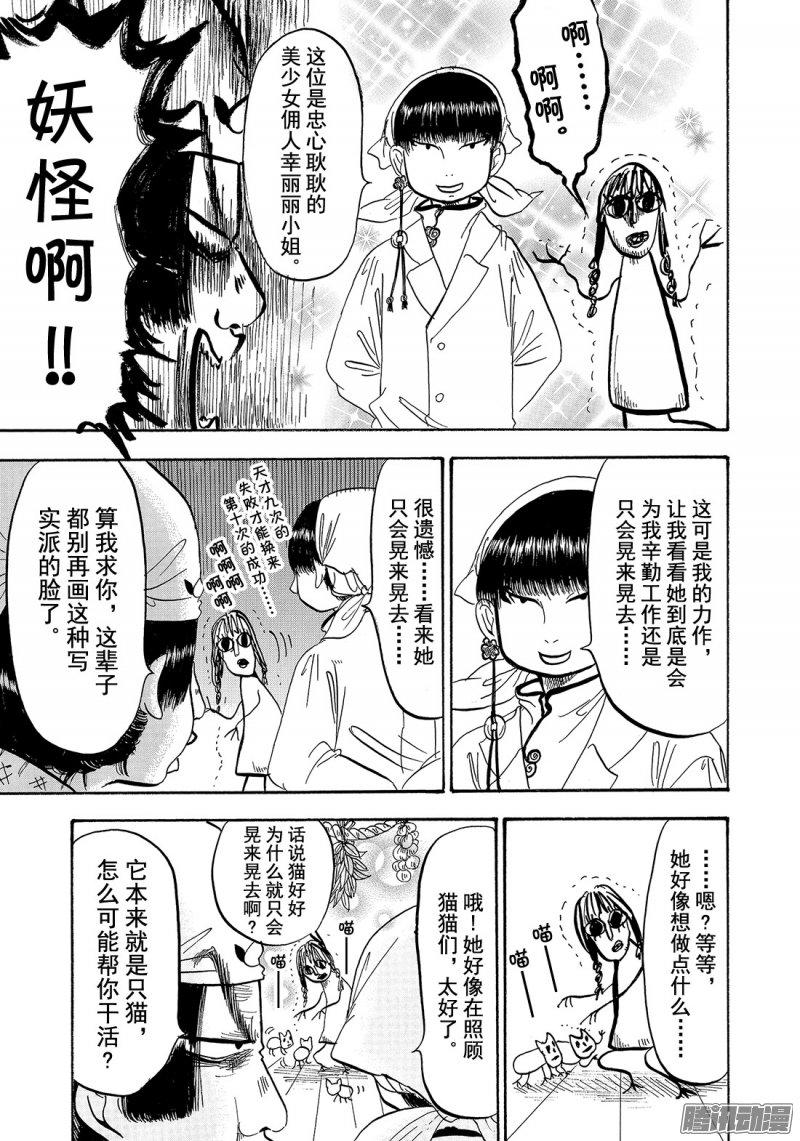 啊……
啊啊。
这位是忠心耿耿的
美少女佣人幸丽丽小姐。
妖怪啊!!
这可是我的力作，
让我看看她到底是会
为我辛勤工作还是
只会晃来晃去……
很遗憾……看来她
只会晃来晃去……
天才九次的
失败才能换来
第十次的成功……
啊啊啊
啊啊啊
算我求你，这辈子
都别再画这种写
实派的脸了。
……嗯？等等，
她好像想做点什么……
喵——
喵——
哦！她好像在照顾
猫猫们，太好了。
喵——
喵——
话说猫好好
为什么就只会
晃来晃去啊？
它本来就是只猫，
怎么可能帮你干活？
腾讯动漫